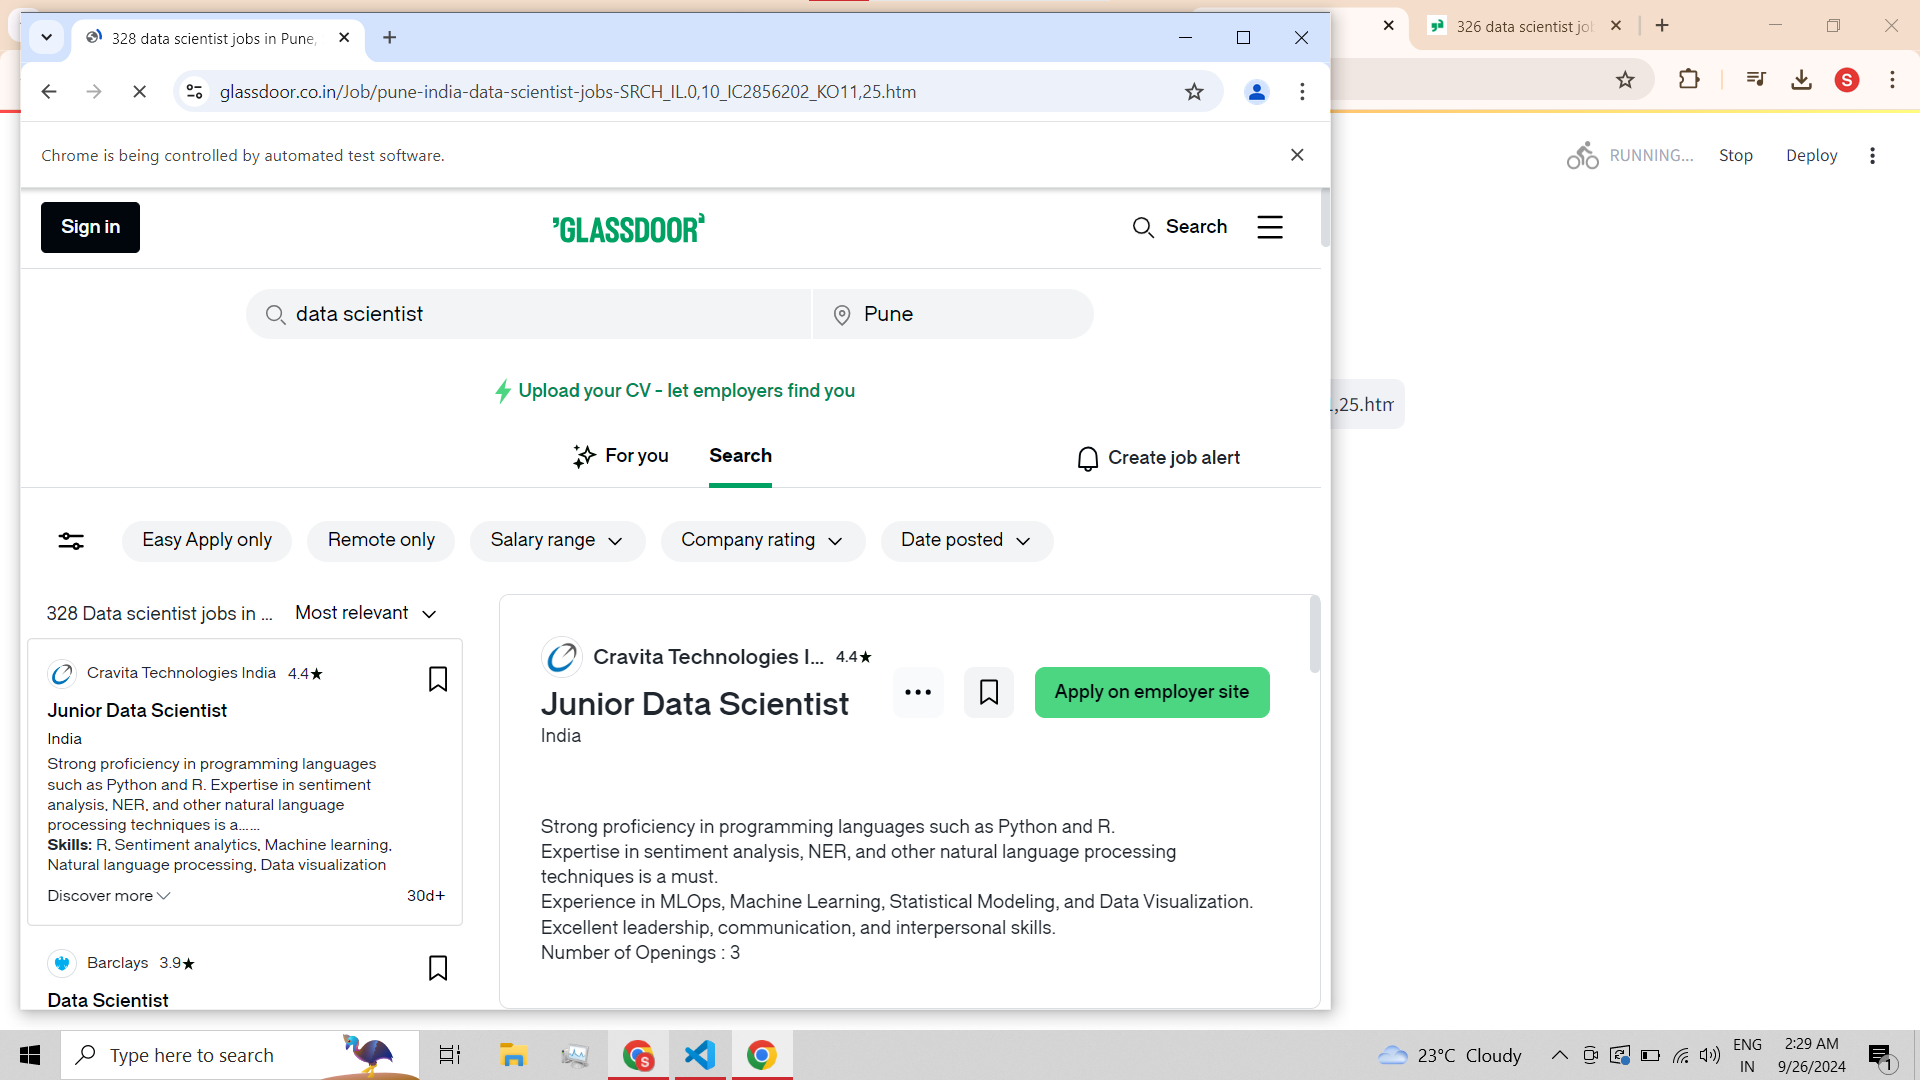 328 data scientist jobs in Pune,
326 data scientist jo
glassdoor.co.in/Job/pune-india-data-scientist-jobs-SRCH_IL.0,10_IC2856202_KO11,25.htm
S
Chrome is being controlled by automated test software.
RUNNING...
Stop
Deploy
Sign in
GLASSDOOR
Search
data scientist
Pune
Upload your CV - let employers find you
,25.htm
For you
Search
Create job alert
Easy Apply only
Remote only
Salary range
Company rating
Date posted
328 Data scientist jobs in ...
Most relevant
Cravita Technologies India 4.4★
Junior Data Scientist
India
Strong proficiency in programming languages
such as Python and R. Expertise in sentiment
analysis, NER, and other natural language
processing techniques is a……
Skills: R, Sentiment analytics, Machine learning,
Natural language processing, Data visualization
Discover more
30d+
Barclays 3.9★
Data Scientist
Cravita Technologies I... 4.4★
Junior Data Scientist
India
Apply on employer site
Strong proficiency in programming languages such as Python and R.
Expertise in sentiment analysis, NER, and other natural language processing
techniques is a must.
Experience in MLOps, Machine Learning, Statistical Modeling, and Data Visualization.
Excellent leadership, communication, and interpersonal skills.
Number of Openings : 3
Type here to search
S
23°C Cloudy
ENG
IN
2:29 AM
9/26/2024
1